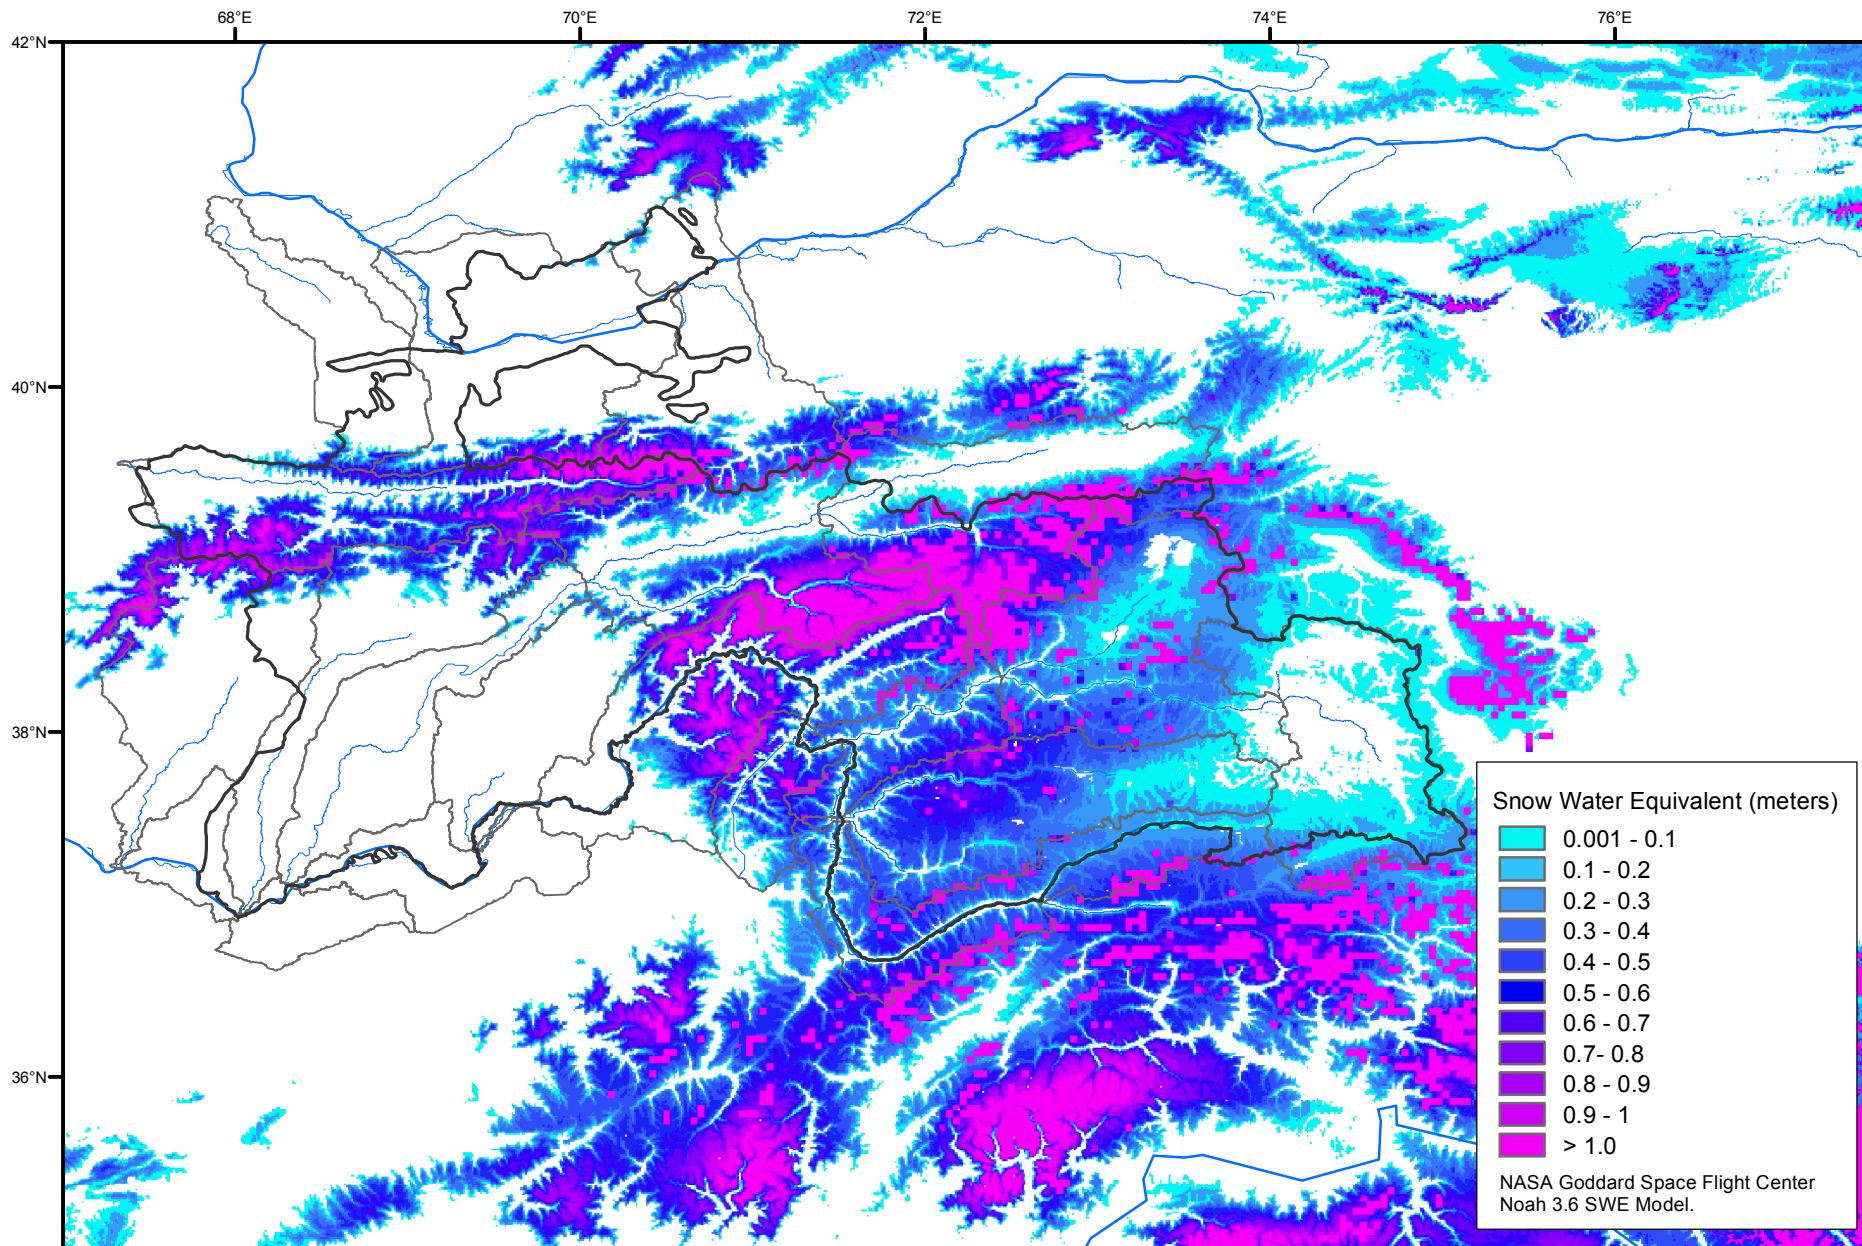 68°E 70°E 72°E 74°E 76°E
42°N
40°N
38°N
36°N
Snow Water Equivalent (meters)
0.001 - 0.1
0.1 - 0.2
0.2 - 0.3
0.3 - 0.4
0.4 - 0.5
0.5 - 0.6
0.6 - 0.7
0.7- 0.8
0.8 - 0.9
0.9 - 1
> 1.0
NASA Goddard Space Flight Center
Noah 3.6 SWE Model.